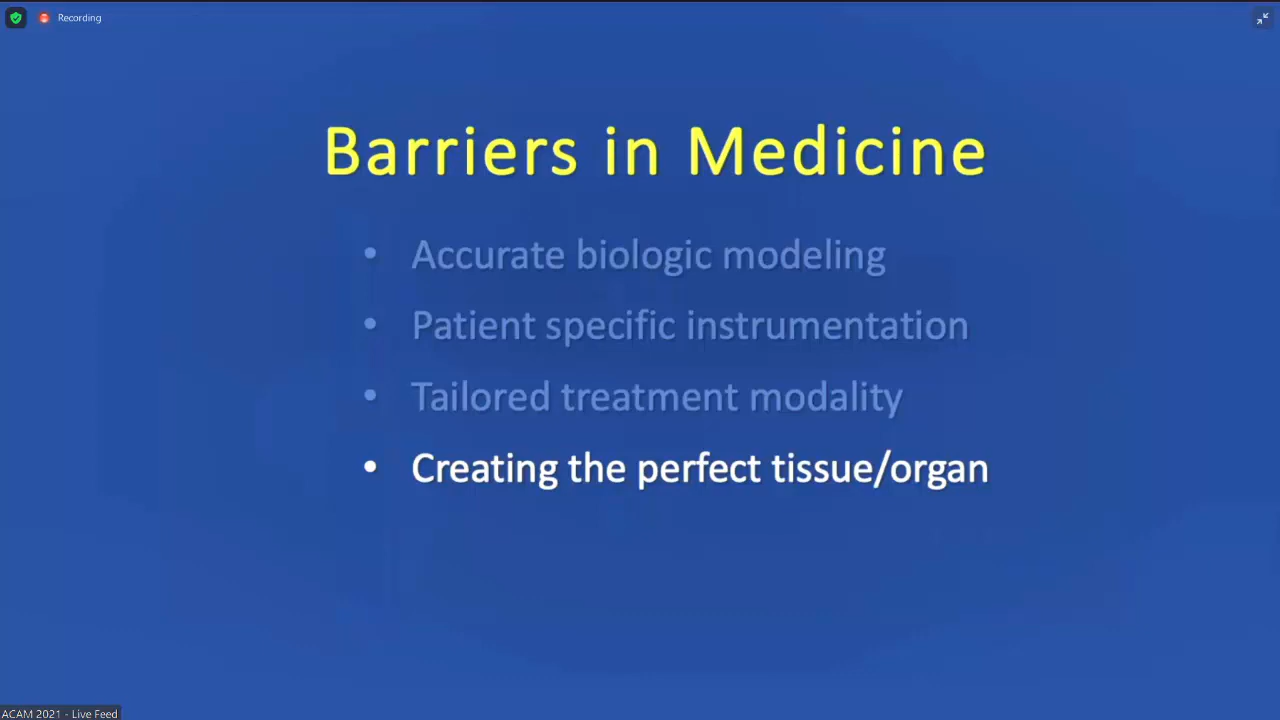 Recording
Barriers in Medicine
• Accurate biologic modeling
• Patient specific instrumentation
• Tailored treatment modality
• Creating the perfect tissue/organ
ACAM 2021 - Live Feed